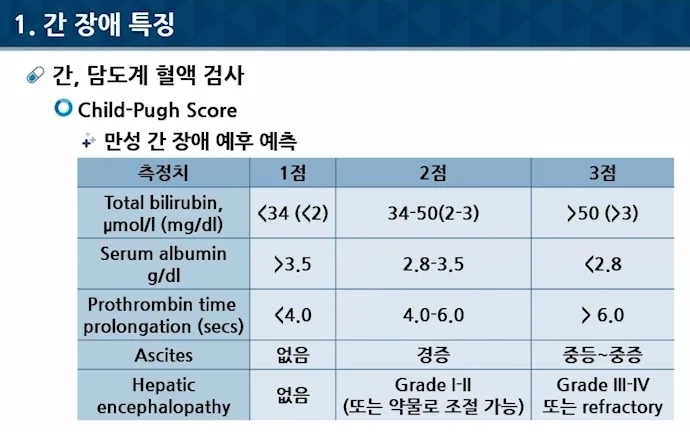 1. 간 장애 특징
간, 담도계 혈액 검사
Child-Pugh Score
만성 간 장애 예후 예측
측정치 1점 2점 3점
Total bilirubin,
μmol/l (mg/dl) <34 (<2) 34-50(2-3) >50 (>3)
Serum albumin
g/dl >3.5 2.8-3.5 <2.8
Prothrombin time
prolongation (secs) <4.0 4.0-6.0 > 6.0
Ascites 없음 경증 중등~중증
Hepatic
encephalopathy 없음 Grade I-II
(또는 약물로 조절 가능) Grade III-IV
또는 refractory